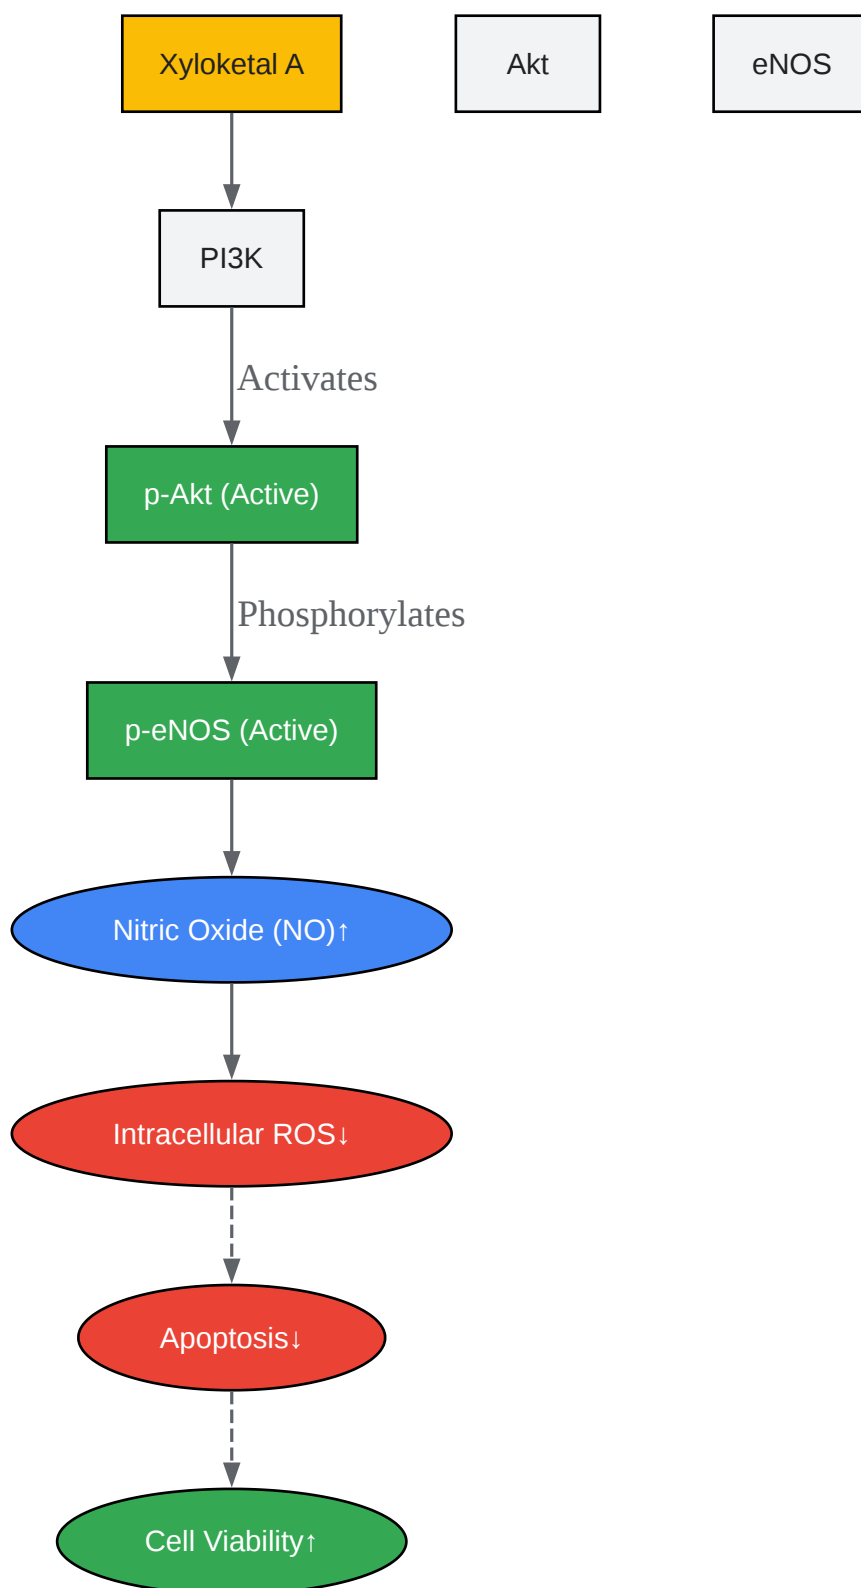 Xyloketal A
Akt
eNOS
PI3K
Activates
p-Akt (Active)
Phosphorylates
p-eNOS (Active)
Nitric Oxide (NO)↑
Intracellular ROS↓
Apoptosis↓
Cell Viability↑